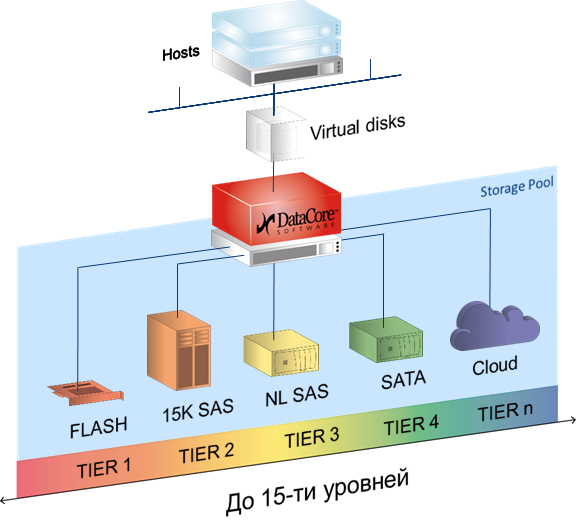 Hosts
Virtual disks
Storage Pool
DataCore™
SOFTWARE
FLASH
15K SAS
NL SAS
SATA
Cloud
TIER 1
TIER 2
TIER 3
TIER 4
TIER n
До 15-ти уровней